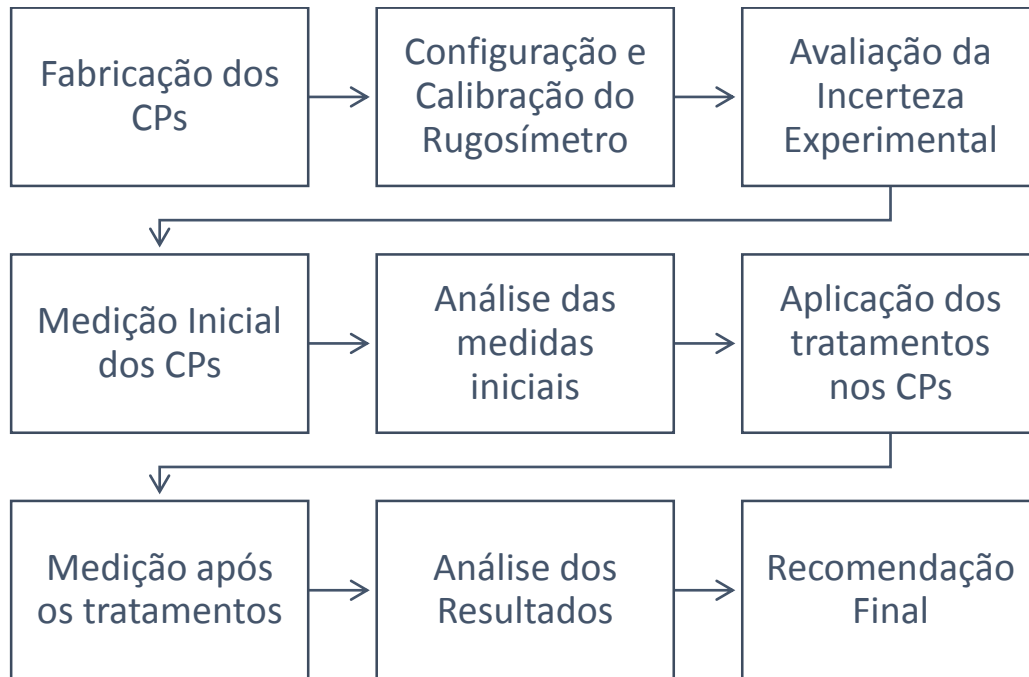 Fabricação dos
CPs
Configuração e
Calibração do
Rugosímetro
Avaliação da
Incerteza
Experimental
Medição Inicial
dos CPs
Análise das
medidas
iniciais
Aplicação dos
tratamentos
nos CPs
Medição após
os tratamentos
Análise dos
Resultados
Recomendação
Final